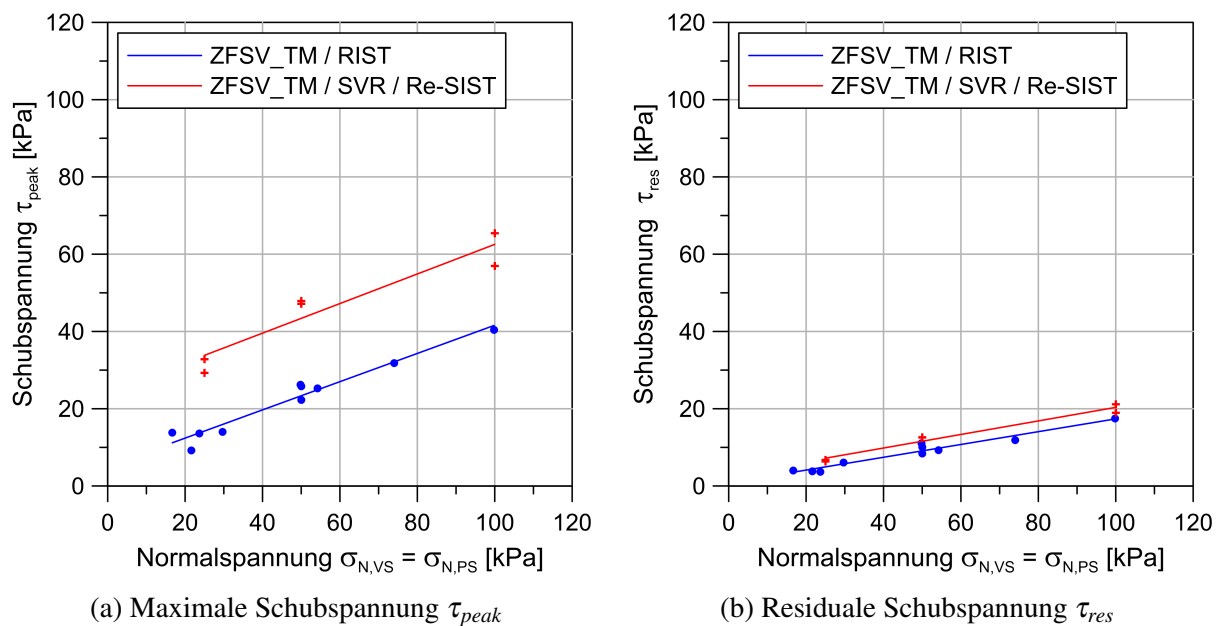 120
100
80
60
40
20
0
Schubspannung τpeak [kPa]
ZFSV_TM / RIST
ZFSV_TM / SVR / Re-SIST
0 20 40 60 80 100 120
Normalspannung σN,VS = σN,PS [kPa]
(a) Maximale Schubspannung τpeak
120
100
80
60
40
20
0
Schubspannung τres [kPa]
ZFSV_TM / RIST
ZFSV_TM / SVR / Re-SIST
0 20 40 60 80 100 120
Normalspannung σN,VS = σN,PS [kPa]
(b) Residuale Schubspannung τres